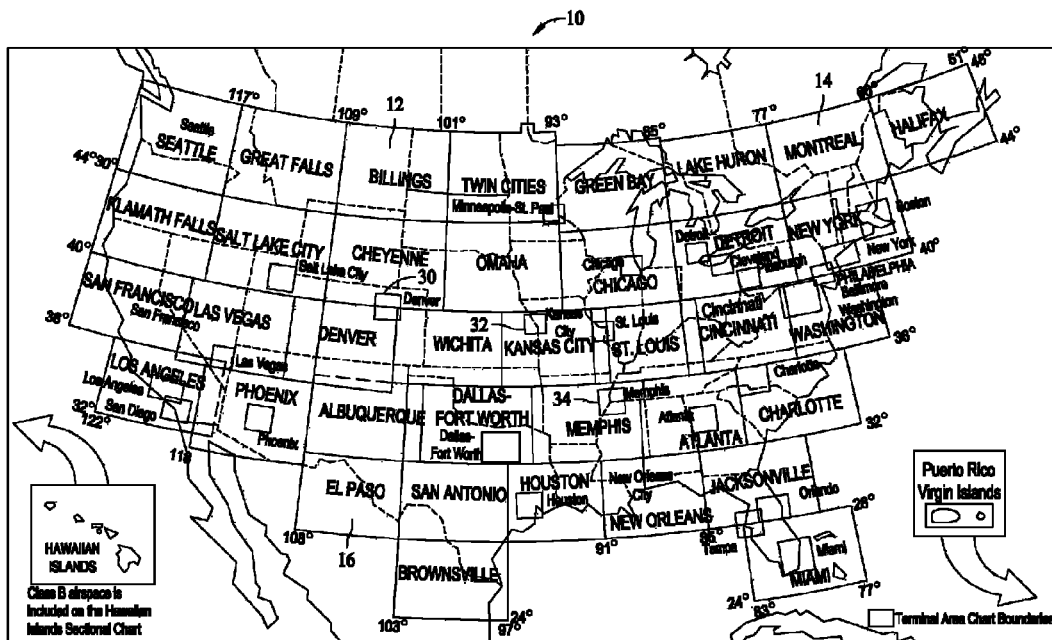 10
117°
109°
12
101°
93°
85°
77°
14
51°
45°
44°
Seattle
SEATTLE
GREAT FALLS
BILLINGS
TWIN CITIES
Minneapolis-St. Paul
GREEN BAY
LAKE HURON
MONTREAL
HALIFAX
44°30'
KLAMATH FALLS
SALT LAKE CITY
Salt Lake City
CHEYENNE
30
OMAHA
Chicago
CHICAGO
Detroit
DETROIT
Cleveland
Pittsburgh
NEW YORK
Boston
New York
40°
PHILADELPHIA
Baltimore
Washington
40°
SAN FRANCISCO
San Francisco
LAS VEGAS
Las Vegas
DENVER
Denver
WICHITA
32
Kansas
City
KANSAS CITY
St. Louis
ST. LOUIS
Cincinnati
CINCINNATI
WASHINGTON
36°
36°
LOS ANGELES
Los Angeles
San Diego
PHOENIX
Phoenix
ALBUQUERQUE
DALLAS-
FORT WORTH
Dallas-
Fort Worth
34
Memphis
MEMPHIS
Atlanta
ATLANTA
Charlotte
CHARLOTTE
32°
32°
122°
EL PASO
16
SAN ANTONIO
HOUSTON
Houston
New Orleans
City
NEW ORLEANS
JACKSONVILLE
Orlando
Tampa
91°
28°
Miami
MIAMI
77°
24°
83°
BROWNSVILLE
103°
24°
97°
HAWAIIAN
ISLANDS
Class B airspace is
included on the Hawaiian
Islands Sectional Chart
Puerto Rico
Virgin Islands
Terminal Area Chart Boundaries